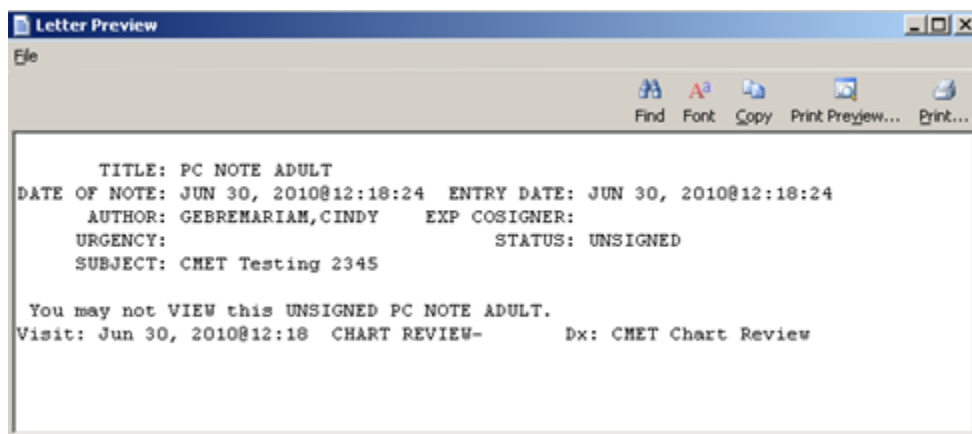 Letter Preview
File
Find Font Copy Print Preview... Print...
TITLE: PC NOTE ADULT
DATE OF NOTE: JUN 30, 2010@12:18:24 ENTRY DATE: JUN 30, 2010@12:18:24
AUTHOR: GEBREMARIAM,CINDY EXP COSIGNER:
URGENCY: STATUS: UNSIGNED
SUBJECT: CMET Testing 2345
You may not VIEW this UNSIGNED PC NOTE ADULT.
Visit: Jun 30, 2010@12:18 CHART REVIEW- Dx: CMET Chart Review